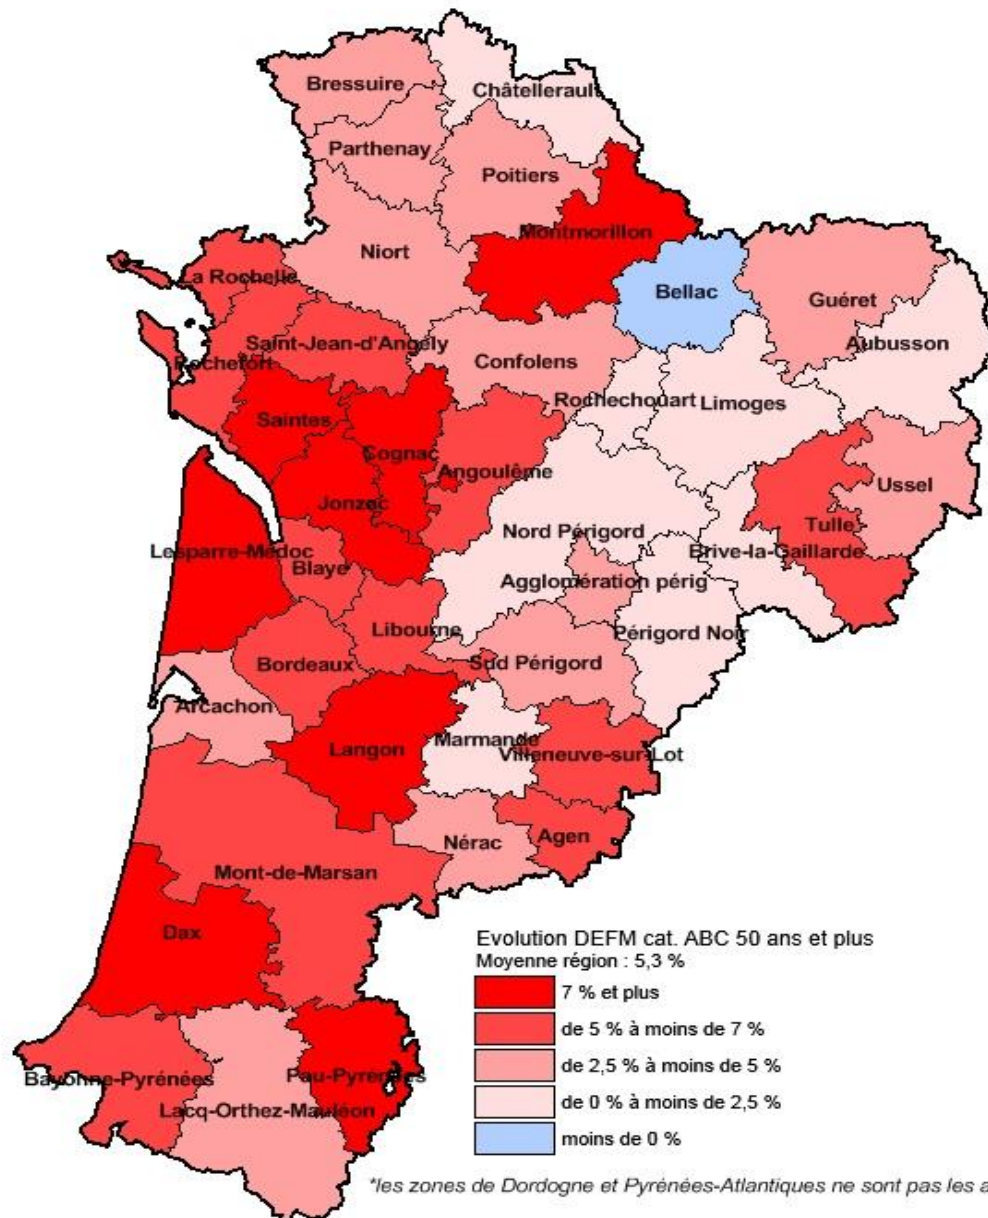 Bressuire
Châtellerault
Parthenay
Poitiers
Montmorillon
Niort
La Rochelle
Bellac
Guéret
Aubusson
Saint-Jean-d'Angély
Rochefort
Confolens
Rochechouart
Limoges
Saintes
Cognac
Angoulême
Ussel
Jonzac
Nord Périgord
Tulle
Lesparre-Médoc
Blaye
Brive-la-Gaillarde
Agglomération périg
Libourne
Périgord Noir
Bordeaux
Sud Périgord
Arcachon
Langon
Marmande
Villeneuve-sur-Lot
Nérac
Agen
Mont-de-Marsan
Dax
Bayonne-Pyrénées
Pau-Pyrénées
Lacq-Orthez-Mauléon
Evolution DEFM cat. ABC 50 ans et plus
Moyenne région : 5,3 %
7 % et plus
de 5 % à moins de 7 %
de 2,5 % à moins de 5 %
de 0 % à moins de 2,5 %
moins de 0 %
*les zones de Dordogne et Pyrénées-Atlantiques ne sont pas les a